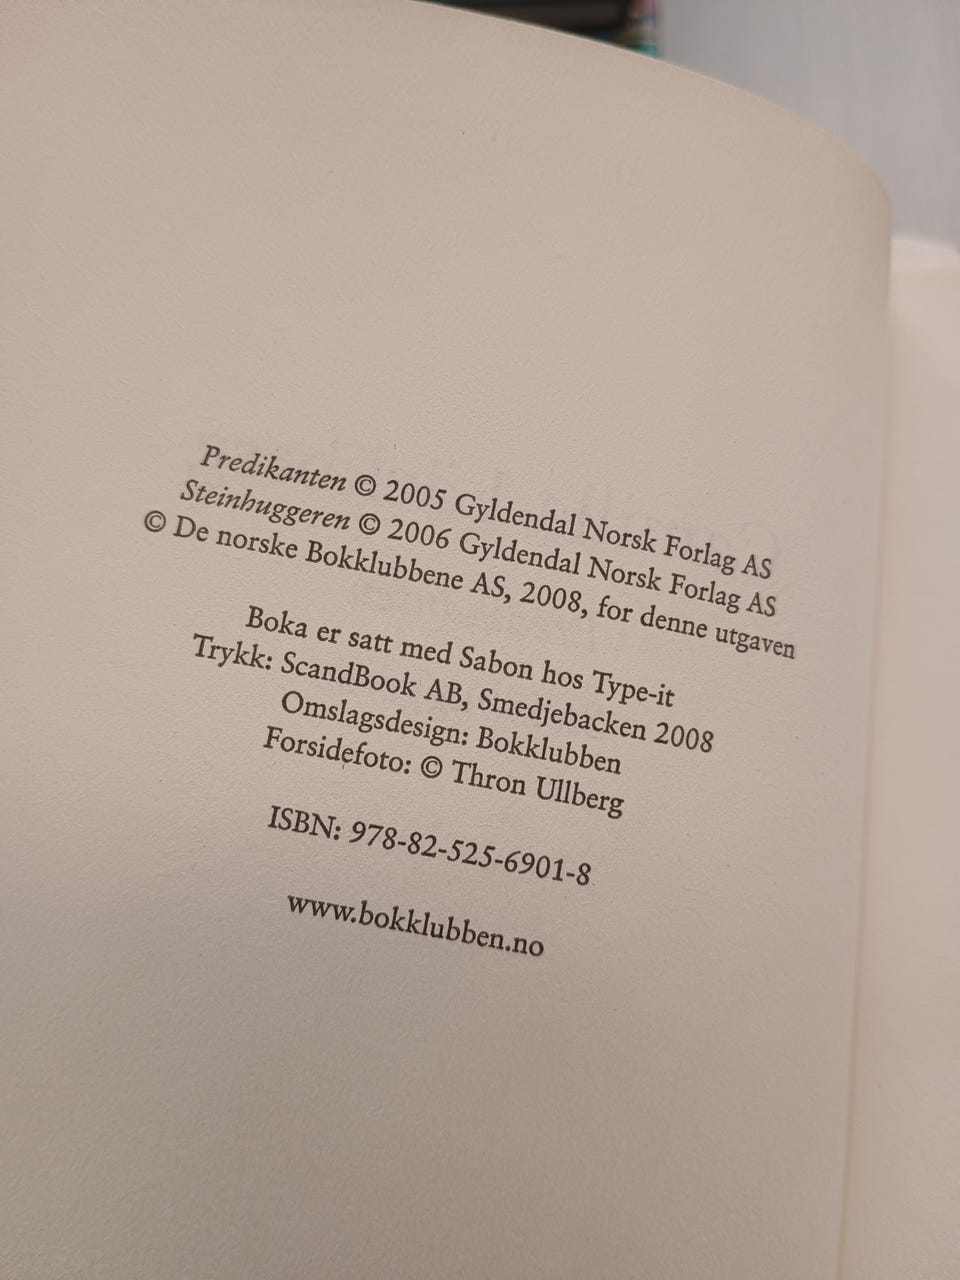 Predikanten © 2005 Gyldendal Norsk Forlag AS
Steinhuggeren © 2006 Gyldendal Norsk Forlag AS
© De norske Bokklubbene AS, 2008, for denne utgaven
Boka er satt med Sabon hos Type-it
Trykk: ScandBook AB, Smedjebacken 2008
Omslagsdesign: Bokklubben
Forsidefoto: © Thron Ullberg
ISBN: 978-82-525-6901-8
www.bokklubben.no